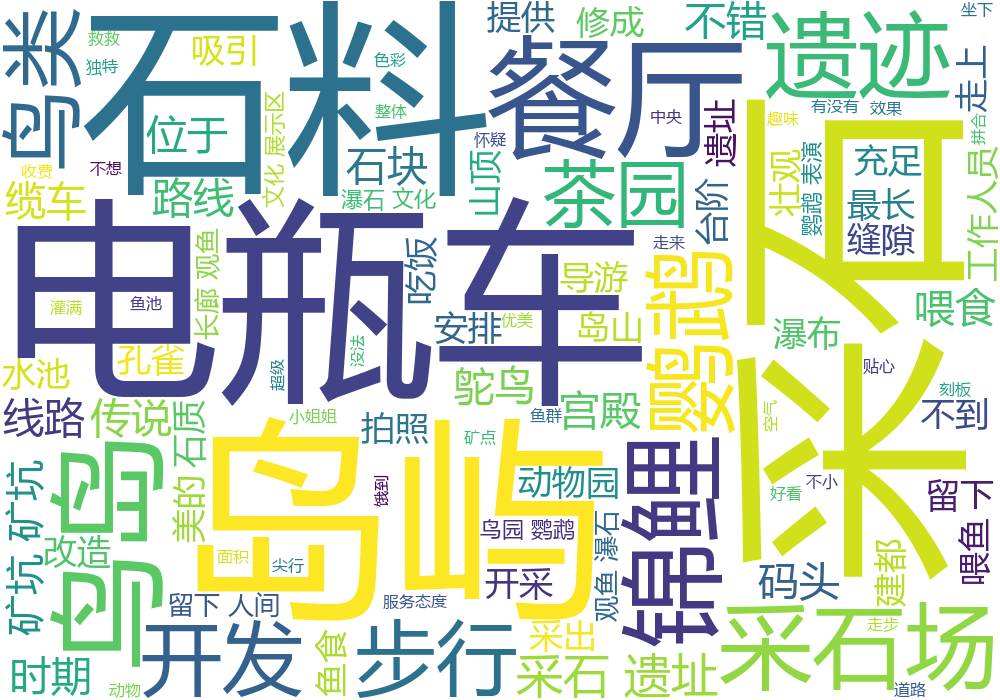 鸟类
救救
独特
吸引
石料
色彩
整体
提供
修成
餐厅
不错
中央
遗迹
坐下
走上
有没有
效果
拼合
趣味
怀疑
遗址
位于
文化 展示区
收费
不想
缆车
路线
石块
瀑石 文化
山顶
茶园
台阶
壮观
鹦鹉 表演
充足
最长
缝隙
工作人员
电瓶车
长廊 观鱼
灌满
鱼池
吃饭
走来
导游
鹦鹉
采石
喂食
瀑布
安排
优美
岛山
水池
孔雀
超级
没法
鸵鸟
宫殿
贴心
刻板
不到
线路
传说
美的 石质
小姐姐
拍照
鱼群
矿点
空气
矿坑 矿坑
鸟岛
岛屿
饿到
动物园
锦鲤
不小
好看
留下
喂鱼
改造
面积
尖行
鸟园 鹦鹉
观鱼 瀑石
开采
码头
建都
留下 人间
服务态度
时期
动物
开发
鱼食
步行
采出
采石
遗址
采石场
走步
道路